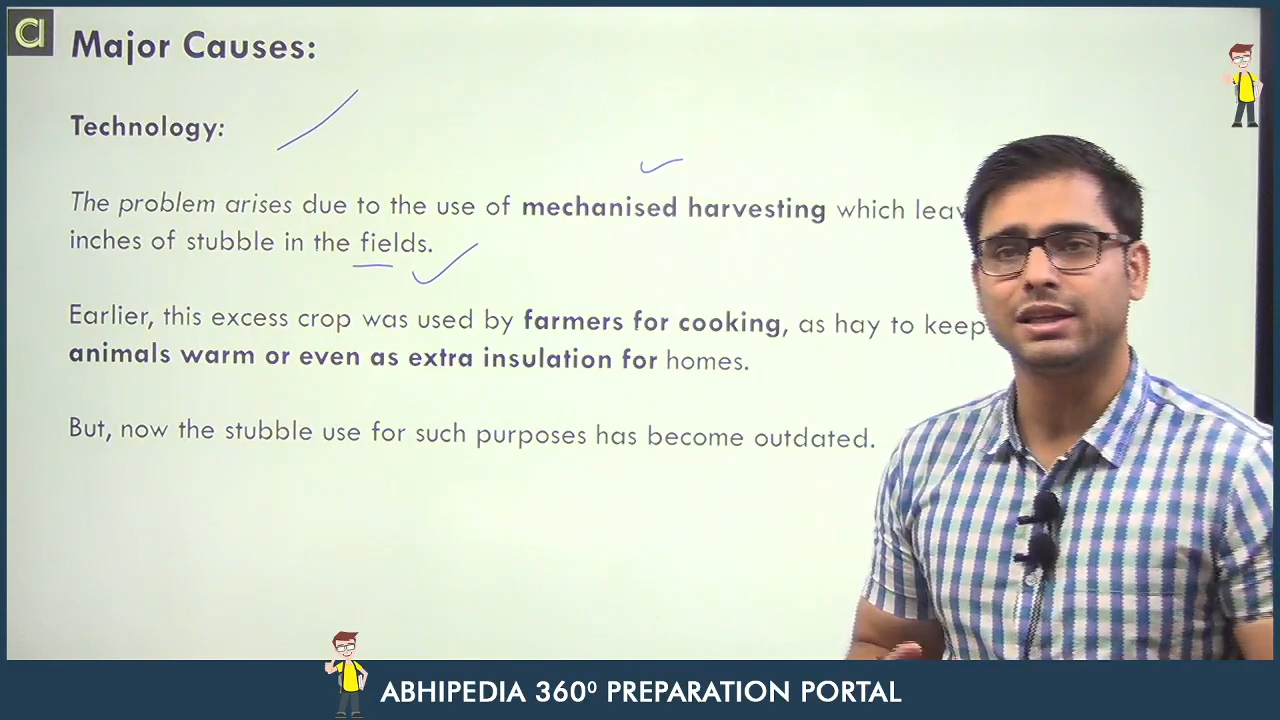 Major Causes:
Technology:
The problem arises due to the use of mechanised harvesting which
inches of stubble in the fields.
Earlier, this excess crop was used by farmers for cooking, as hay to keep
animals warm or even as extra insulation for homes.
But, now the stubble use for such purposes has become outdated.
ABHIPEDIA 360⁰ PREPARATION PORTAL